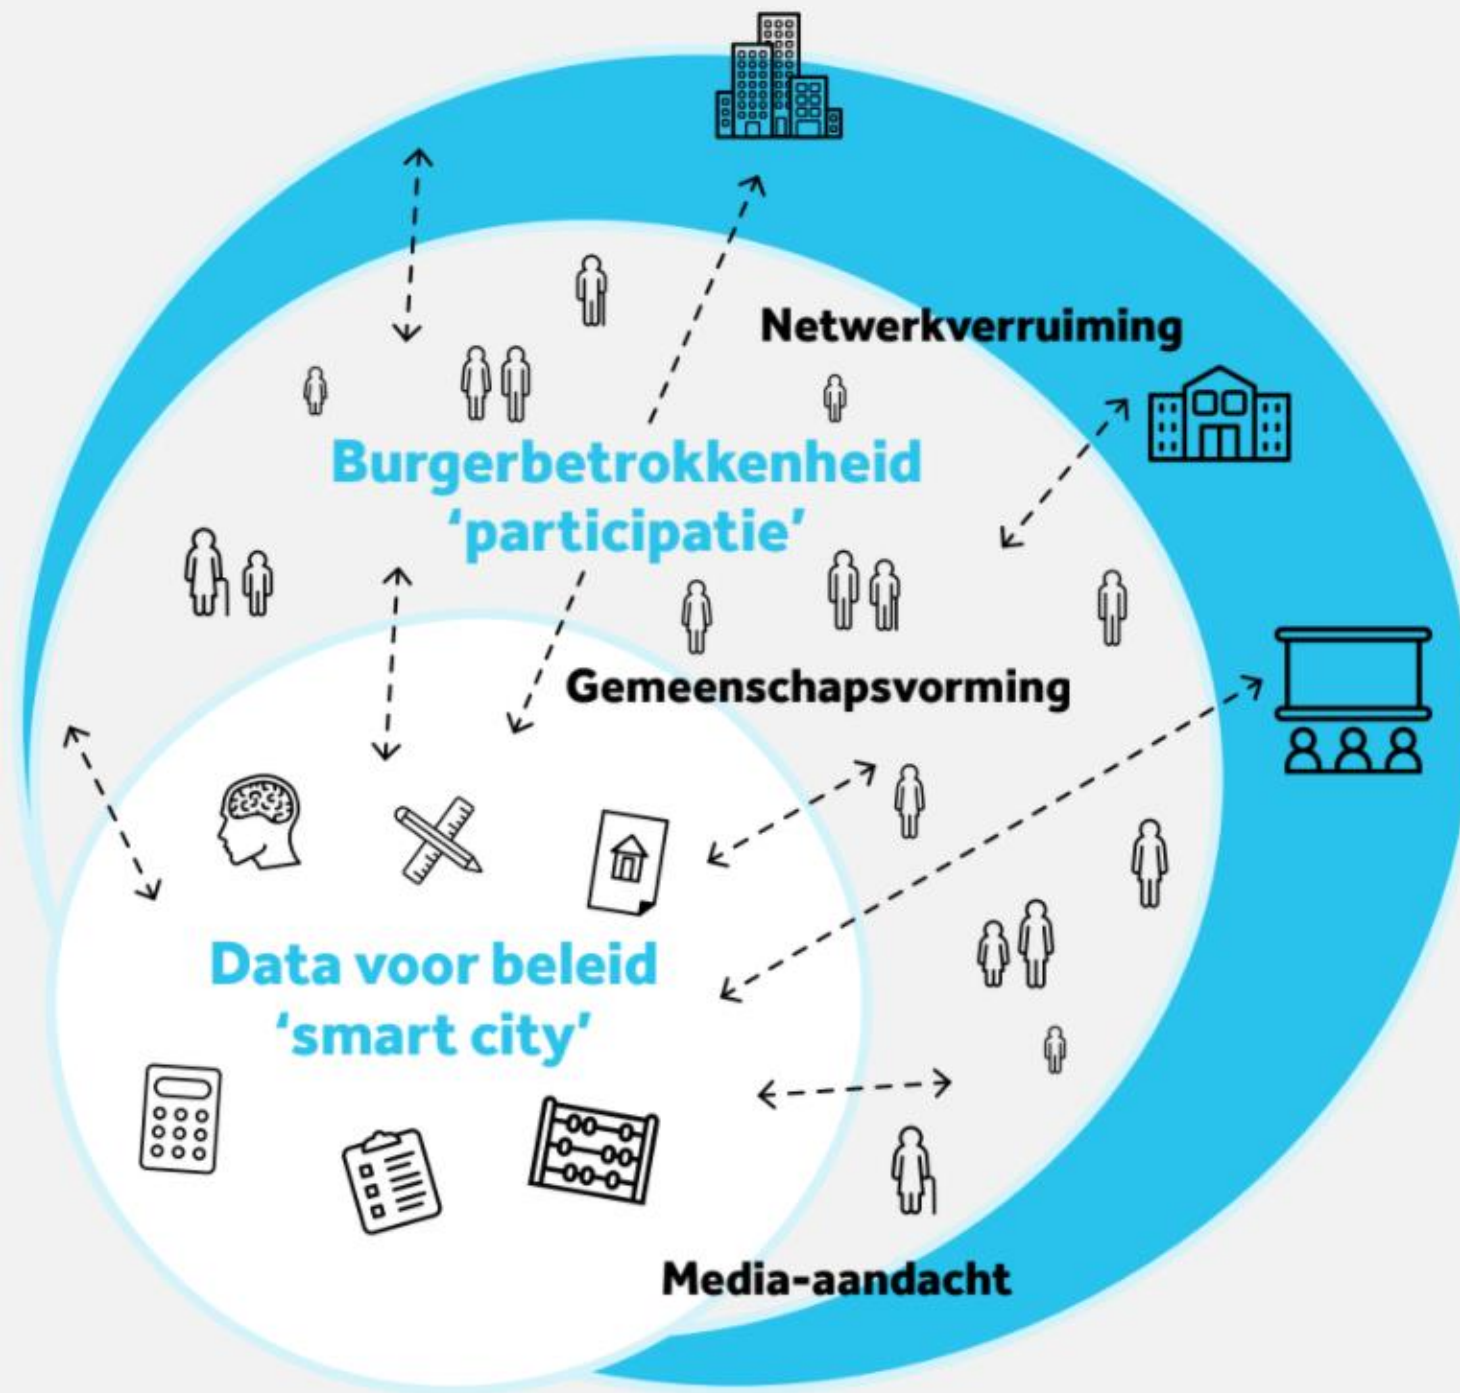 Netwerkverruiming
Burgerbetrokkenheid
‘participatie’
Gemeenschapsvorming
Data voor beleid
‘smart city’
Media-aandacht